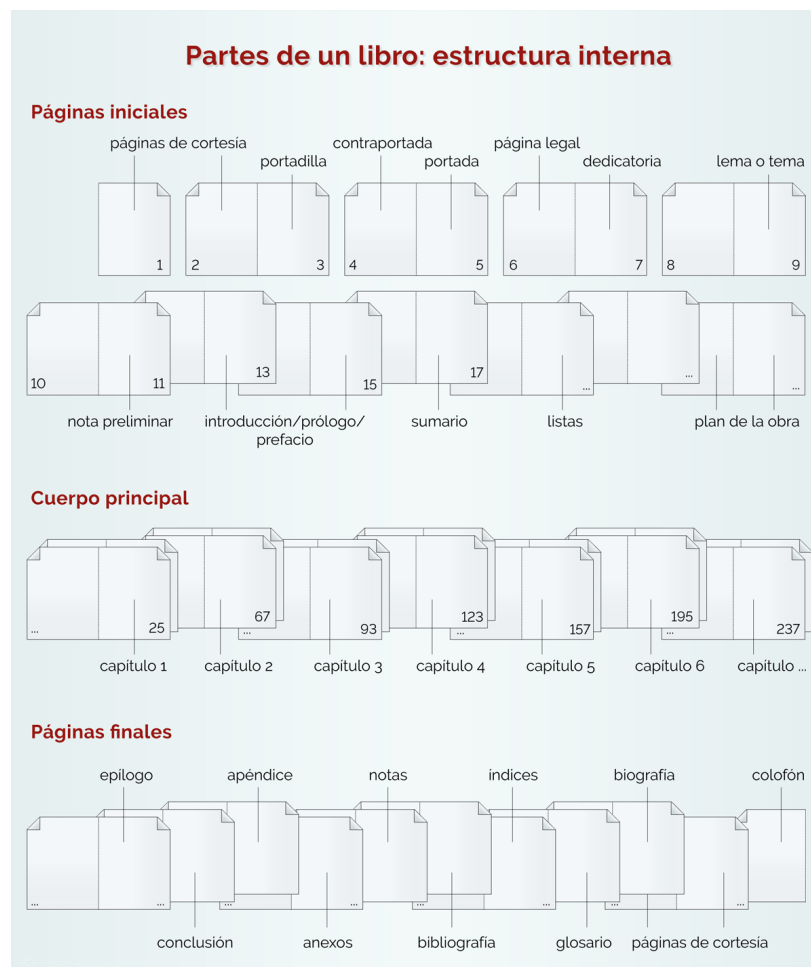 Partes de un libro: estructura interna
Páginas iniciales
páginas de cortesía
contraportada
página legal
portadilla
portada
dedicatoria
lema o tema
1
2
3
4
5
6
7
8
9
10
11
13
15
17
...
...
...
nota preliminar
introducción/prólogo/
prefacio
sumario
listas
plan de la obra
Cuerpo principal
...
25
67
...
93
123
...
157
195
...
237
capítulo 1
capítulo 2
capítulo 3
capítulo 4
capítulo 5
capítulo 6
capítulo ...
Páginas finales
epílogo
apéndice
notas
índices
biografía
colofón
...
...
...
...
...
...
...
conclusión
anexos
bibliografía
glosario
páginas de cortesía